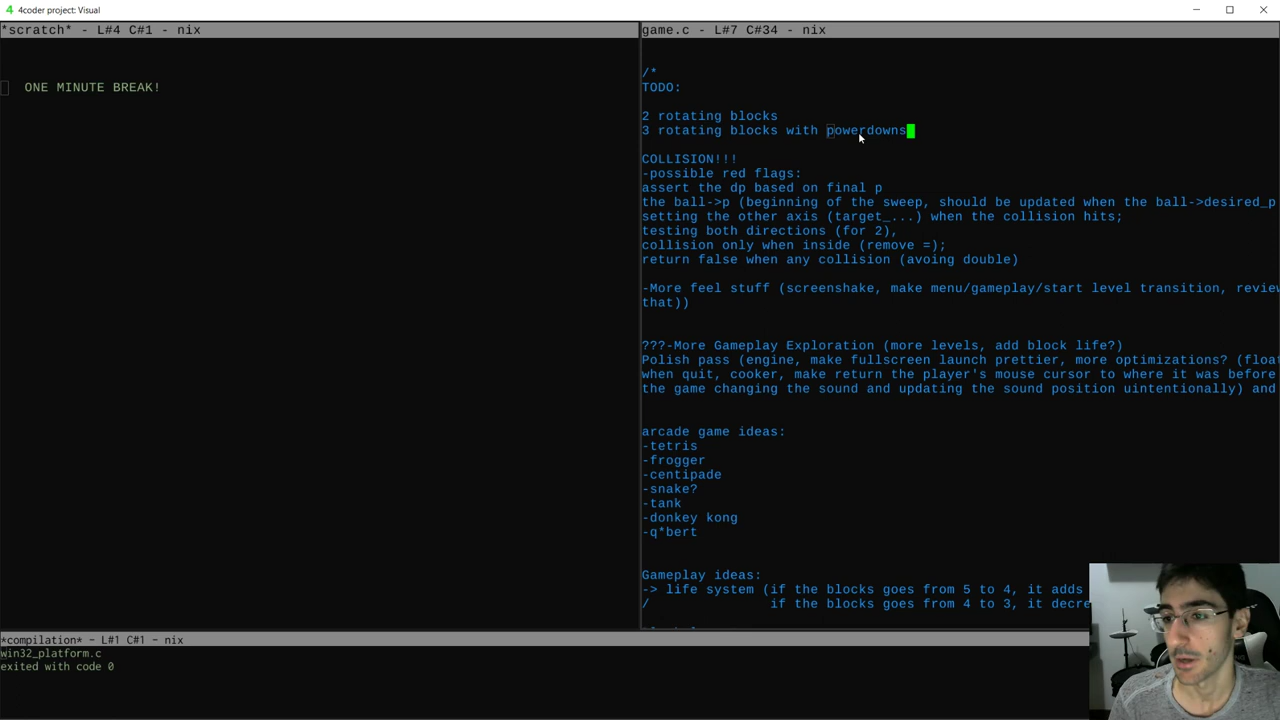 4 4coder project: Visual
*scratch* - L#4 C#1 - nix
ONE MINUTE BREAK!
game.c - L#7 C#34 - nix
/*
TODO:
2 rotating blocks
3 rotating blocks with powerdowns
COLLISION!!!
-possible red flags:
assert the dp based on final p
the ball->p (beginning of the sweep, should be updated when the ball->desired_p
setting the other axis (target_...) when the collision hits;
testing both directions (for 2),
collision only when inside (remove =);
return false when any collision (avoing double)
-More feel stuff (screenshake, make menu/gameplay/start level transition, revie
that))
???-More Gameplay Exploration (more levels, add block life?)
Polish pass (engine, make fullscreen launch prettier, more optimizations? (float
when quit, cooker, make return the player's mouse cursor to where it was before
the game changing the sound and updating the sound position uintentionally) and
arcade game ideas:
-tetris
-frogger
-centipade
-snake?
-tank
-donkey kong
-q*bert
Gameplay ideas:
-> life system (if the blocks goes from 5 to 4, it adds
/ if the blocks goes from 4 to 3, it decre
*compilation* - L#1 C#1 - nix
win32_platform.c
exited with code 0